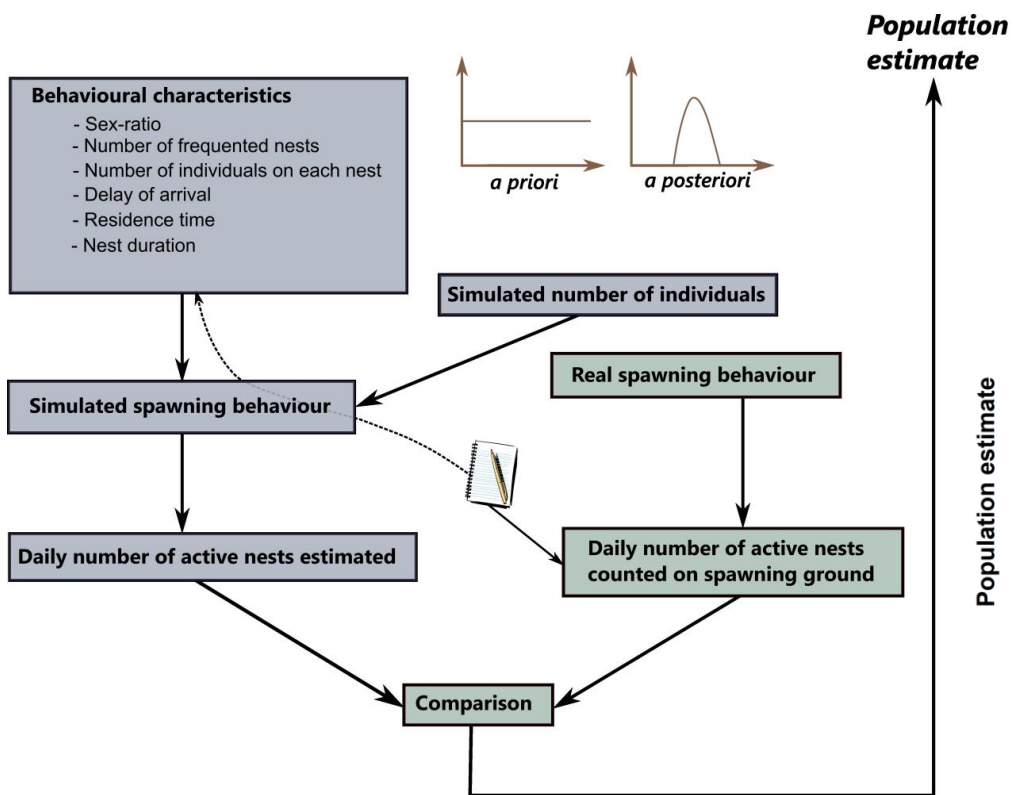 Population
estimate
Behavioural characteristics
- Sex-ratio
- Number of frequented nests
- Number of individuals on each nest
- Delay of arrival
- Residence time
- Nest duration
a priori
a posteriori
Simulated number of individuals
Real spawning behaviour
Simulated spawning behaviour
Daily number of active nests estimated
Daily number of active nests
counted on spawning ground
Comparison
Population estimate